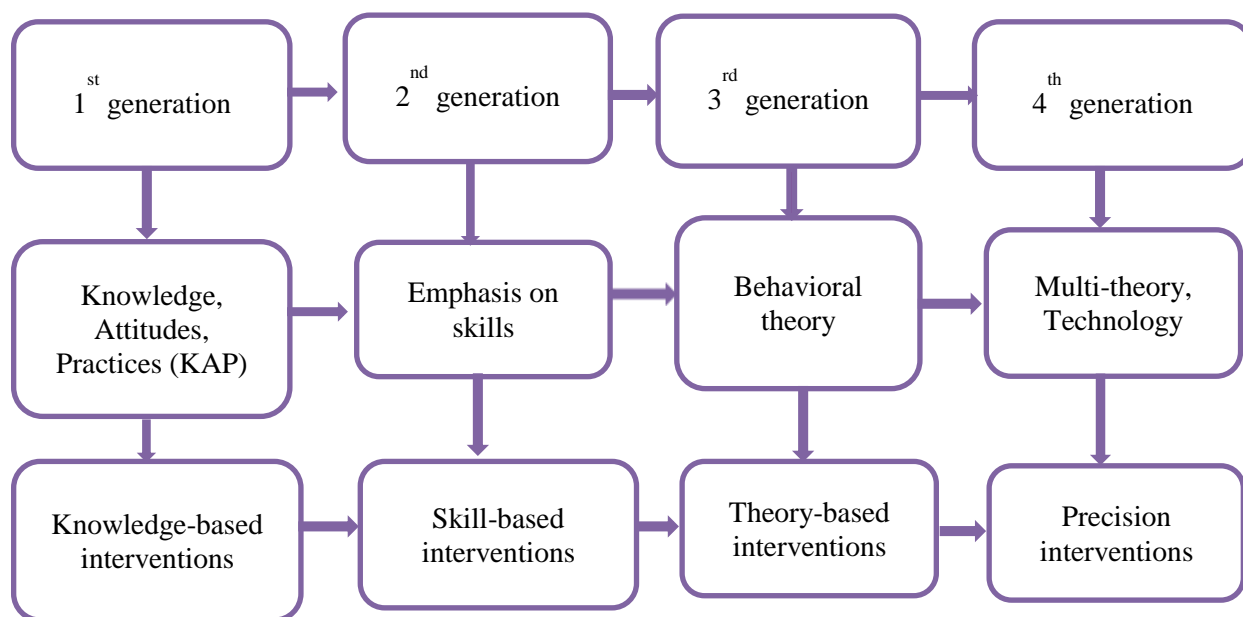 1st generation
2nd generation
3rd generation
4th generation
Knowledge,
Attitudes,
Practices (KAP)
Emphasis on
skills
Behavioral
theory
Multi-theory,
Technology
Knowledge-based
interventions
Skill-based
interventions
Theory-based
interventions
Precision
interventions